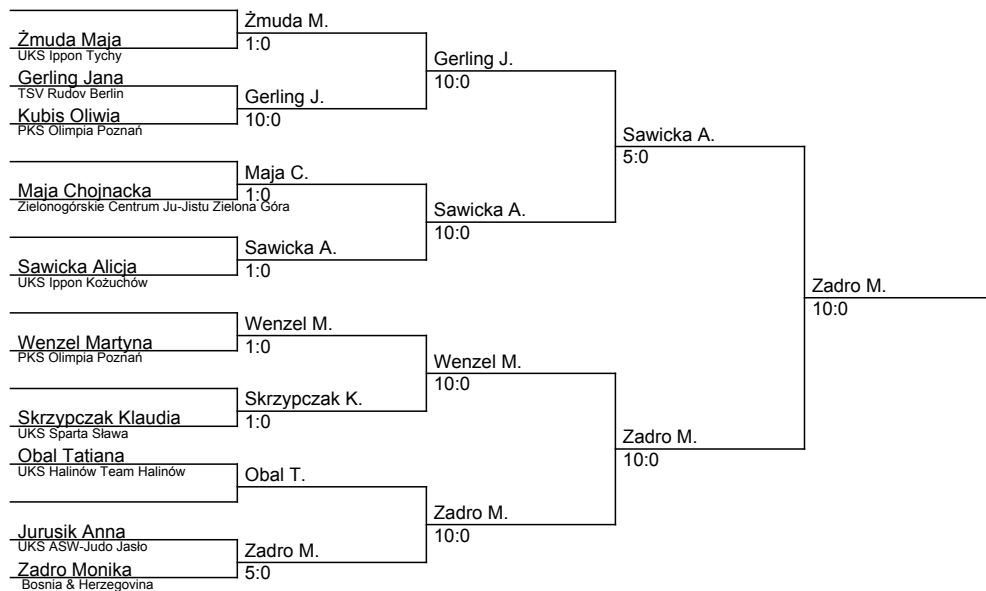 Żmuda M.
Żmuda Maja
1:0
UKS Ippon Tychy
Gerling J.
Gerling Jana
10:0
TSV Rudov Berlin
Gerling J.
Kubis Oliwia
10:0
PKS Olimpia Poznań
Sawicka A.
5:0
Maja C.
Maja Chojnacka
1:0
Zielonogórskie Centrum Ju-Jistu Zielona Góra
Sawicka A.
10:0
Sawicka A.
Sawicka Alicja
1:0
UKS Ippon Kożuchów
Zadro M.
10:0
Wenzel M.
Wenzel Martyna
1:0
PKS Olimpia Poznań
Wenzel M.
10:0
Skrzypczak K.
Skrzypczak Klaudia
1:0
UKS Sparta Sława
Zadro M.
Obal Tatiana
10:0
UKS Halinów Team Halinów
Obal T.
Zadro M.
Jurusik Anna
10:0
UKS ASW-Judo Jasło
Zadro M.
Zadro Monika
5:0
Bosnia & Herzegovina